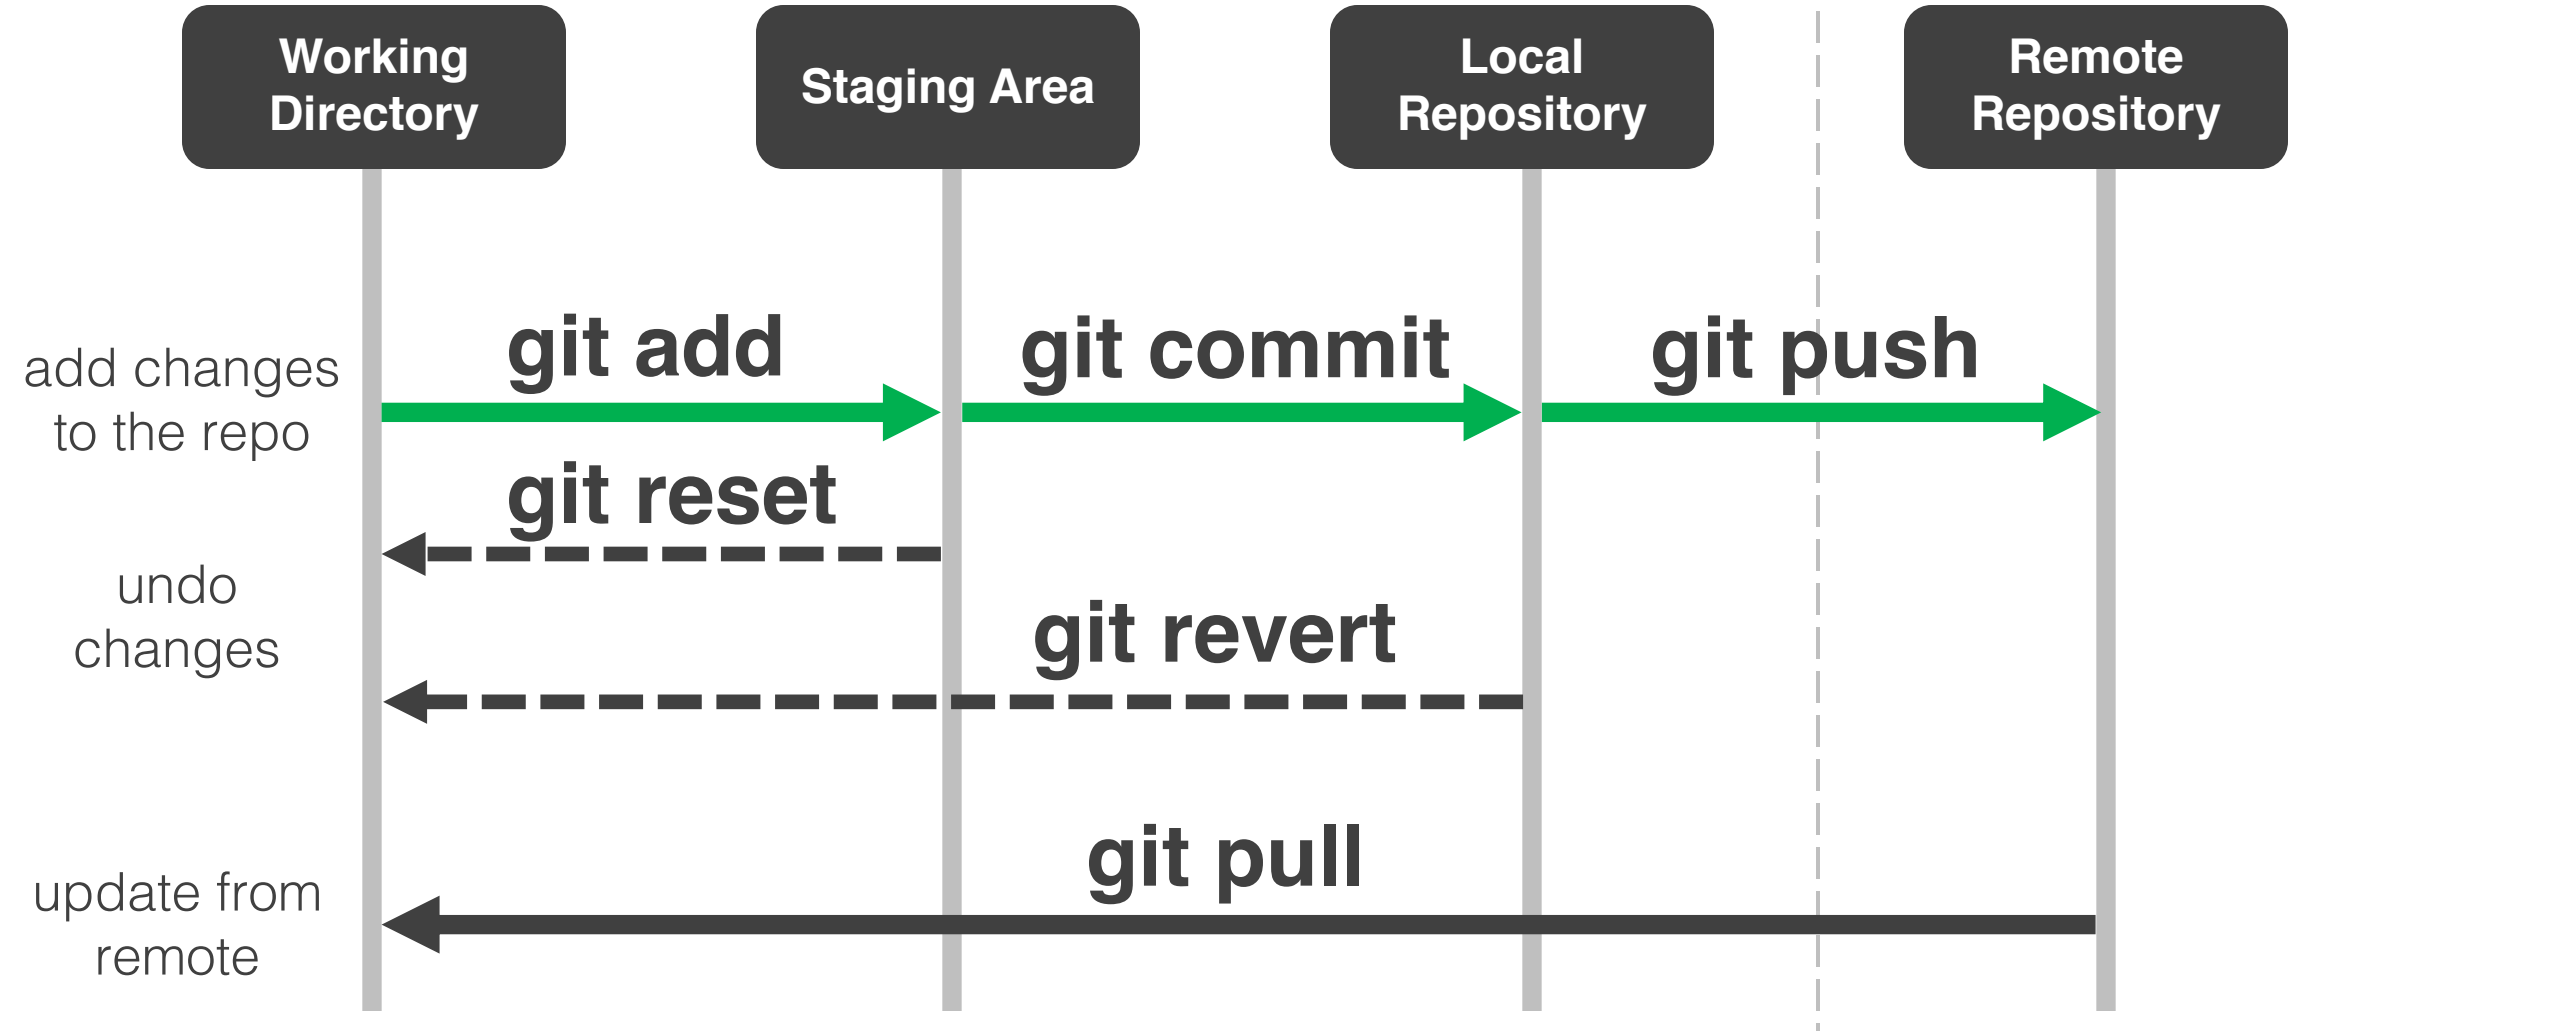 Working
Directory
Staging Area
Local
Repository
Remote
Repository
add changes
to the repo
git add
git commit
git push
undo
changes
git reset
git revert
update from
remote
git pull